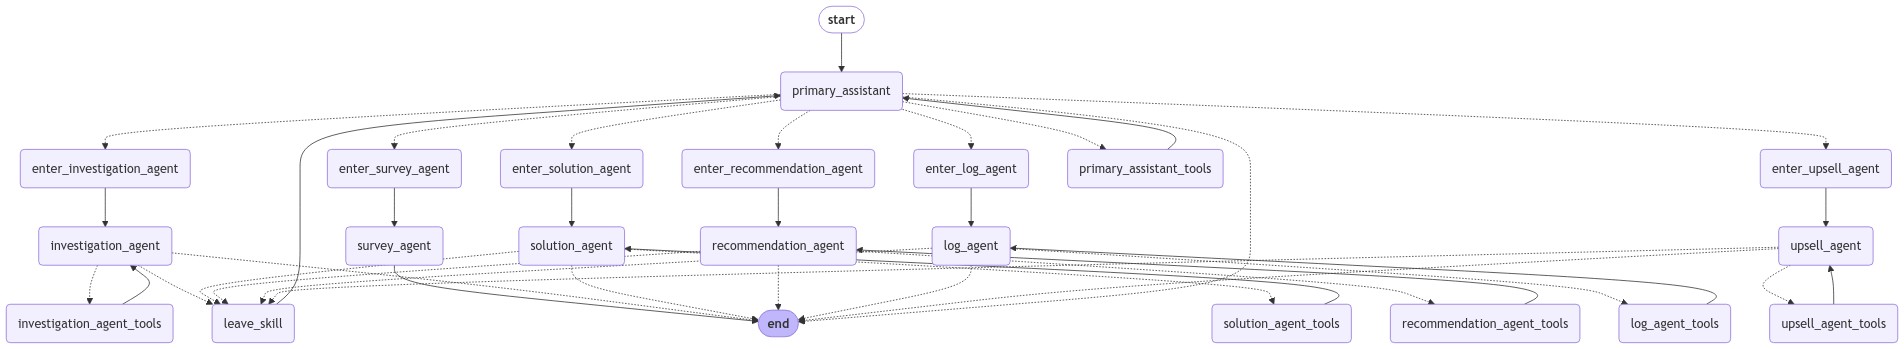 start
primary_assistant
enter_investigation_agent
enter_survey_agent
enter_solution_agent
enter_recommendation_agent
enter_log_agent
primary_assistant_tools
enter_upsell_agent
investigation_agent
survey_agent
solution_agent
recommendation_agent
log_agent
upsell_agent
investigation_agent_tools
leave_skill
end
solution_agent_tools
recommendation_agent_tools
log_agent_tools
upsell_agent_tools